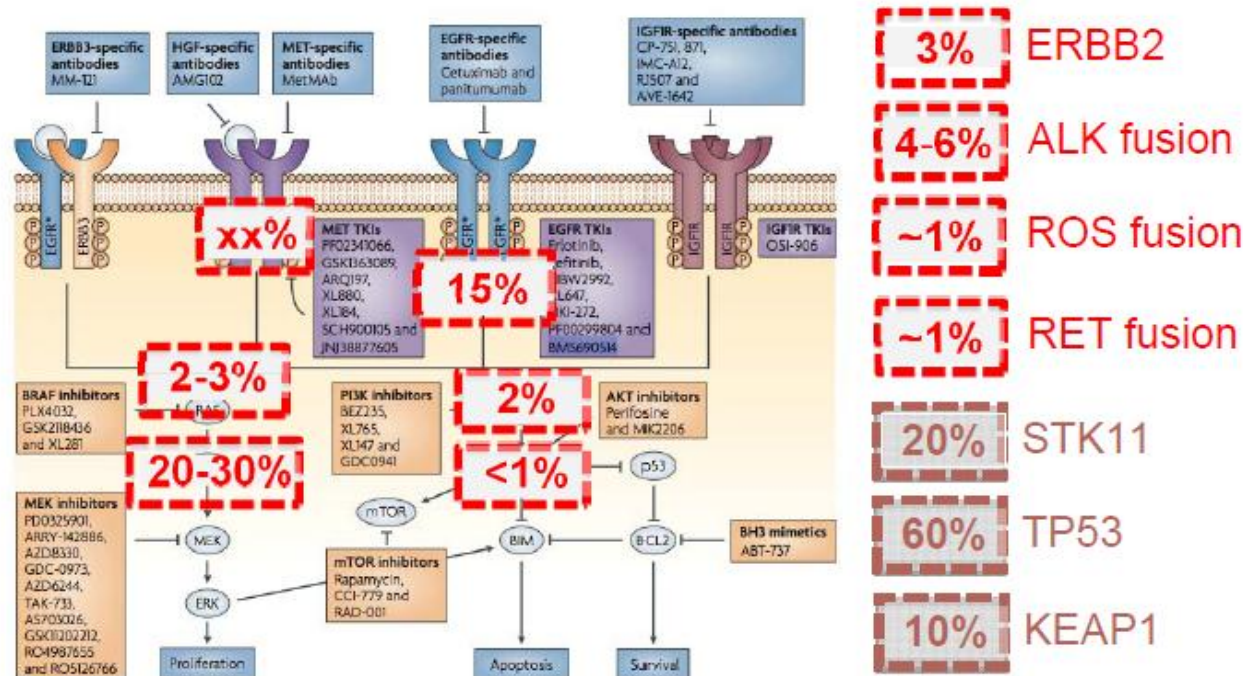 ERBB3-specific
antibodies
MM-121
HGF-specific
antibodies
AMG102
MET-specific
antibodies
MetMAb
EGFR-specific
antibodies
Cetuximab and
panitumumab
IGF1R-specific antibodies
CP-751, 871,
IMC-A12,
R1507 and
AVE-1642
3%
ERBB2
4-6%
ALK fusion
~1%
ROS fusion
~1%
RET fusion
20%
STK11
60%
TP53
10%
KEAP1
P
P
P
P
P
P
P
P
P
P
P
P
EGFR*
ERBB3
EGFR*
EGFR*
IGF1R
IGF1R
xx%
MET TKIs
PF02341066,
GSK1363089,
ARQ197,
XL880,
XL184,
SCH900105 and
JNJ38877605
15%
EGFR TKIs
Erlotinib,
PF00299804 and
BMS690514
IGF1R TKIs
OSI-906
2-3%
BRAF inhibitors
PLX4032,
GSK2118436
and XL281
PI3K inhibitors
BEZ235,
XL765,
XL147 and
GDC0941
2%
AKT inhibitors
Perifosine
and MK2206
20-30%
<1%
p53
mTOR
MEK inhibitors
PD0325901,
ARRY-142886,
AZD8330,
GDC-0973,
AZD6244,
TAK-733,
AS703026,
GSK11202212,
RO4987655
and RO5126766
MEK
ERK
mTOR inhibitors
Rapamycin,
CCI-779 and
RAD-001
BIM
BCL2
BH3 mimetics
ABT-737
Proliferation
Apoptosis
Survival